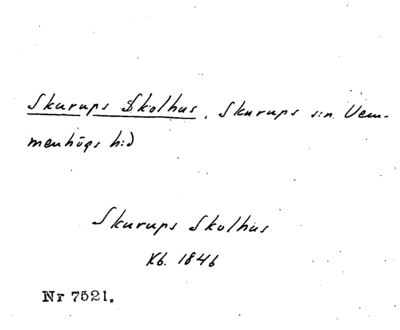 Skurups Skolhus, Skurups s:n Vem-
menhögs h:d
Skurups Skolhus
Kb. 1846
Nr 7521.